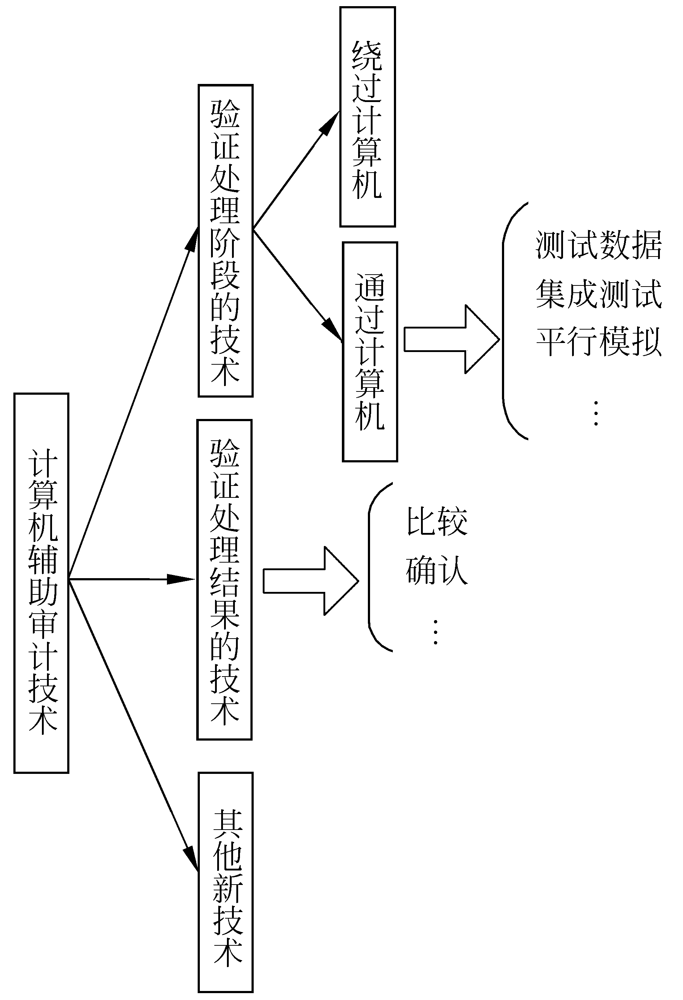 计算机辅助审计技术
验证处理阶段的技术
绕过计算机
通过计算机
测试数据
集成测试
平行模拟
⋮
验证处理结果的技术
比较
确认
⋮
其他新技术